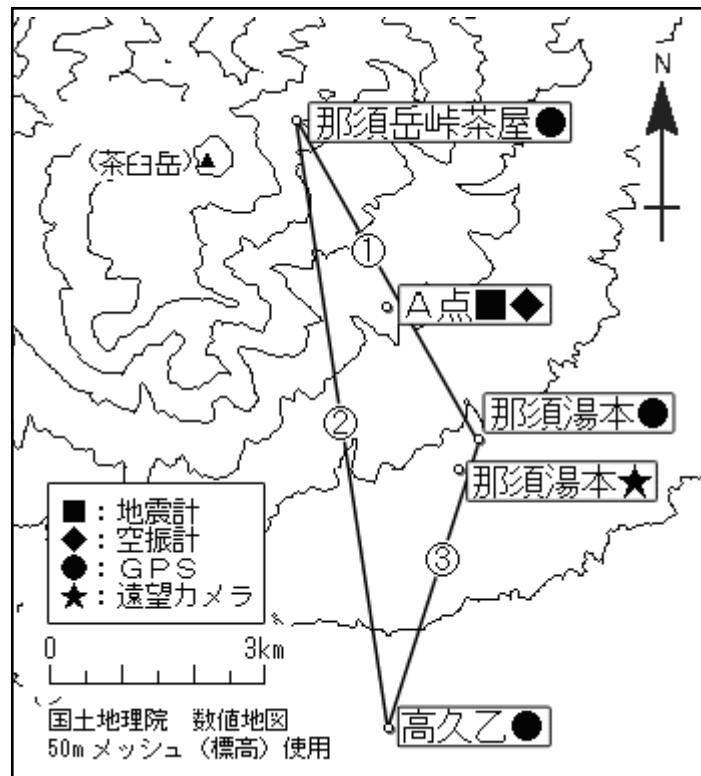 N
那須岳峠茶屋●
(茶臼岳)▲
①
A点■◆
②
那須湯本●
那須湯本★
③
■：地震計
◆：空振計
●：GPS
★：遠望カメラ
0 3km
高久乙●
国土地理院 数値地図
50mメッシュ（標高）使用